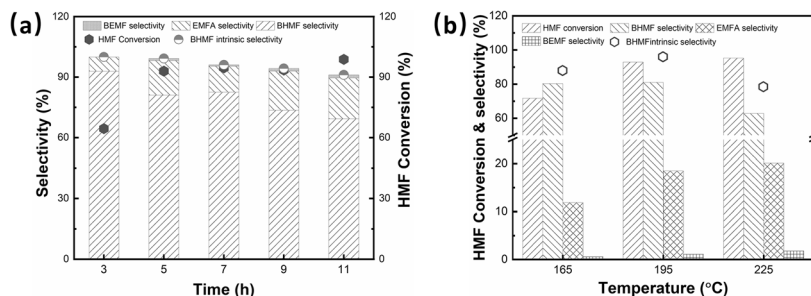 (a)
BEMF selectivity
EMFA selectivity
BHMF selectivity
HMF Conversion
BHMF intrinsic selectivity
Selectivity (%)
120
90
60
30
0
3 5 7 9 11
Time (h)
120
90
60
30
0
HMF Conversion (%)
(b)
HMF conversion
BHMF selectivity
EMFA selectivity
BEMF selectivity
BHMFintrinsic selectivity
HMF Conversion & selectivity (%)
120
100
80
60
20
10
0
165 195 225
Temperature (°C)